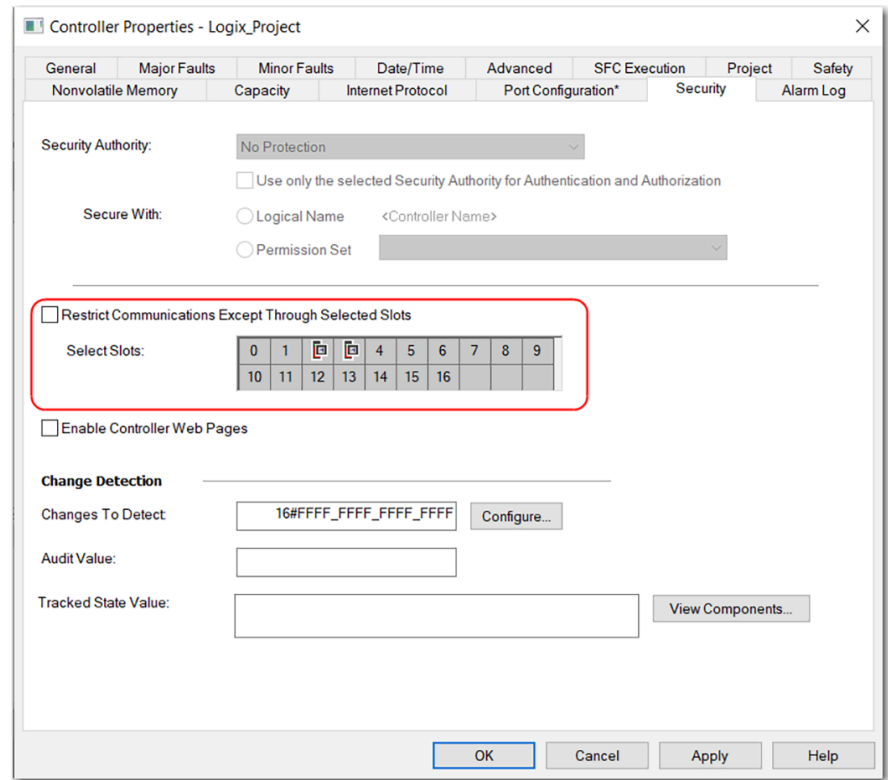 Controller Properties - Logix_Project
General Major Faults Minor Faults Date/Time Advanced SFC Execution Project Safety
Nonvolatile Memory Capacity Internet Protocol Port Configuration* Security Alarm Log
Security Authority: No Protection
Use only the selected Security Authority for Authentication and Authorization
Secure With: Logical Name <Controller Name>
Permission Set
Restrict Communications Except Through Selected Slots
Select Slots: 0 1 4 5 6 7 8 9
10 11 12 13 14 15 16
Enable Controller Web Pages
Change Detection
Changes To Detect: 16#FFFF_FFFF_FFFF_FFFF Configure...
Audit Value:
Tracked State Value: View Components...
OK Cancel Apply Help